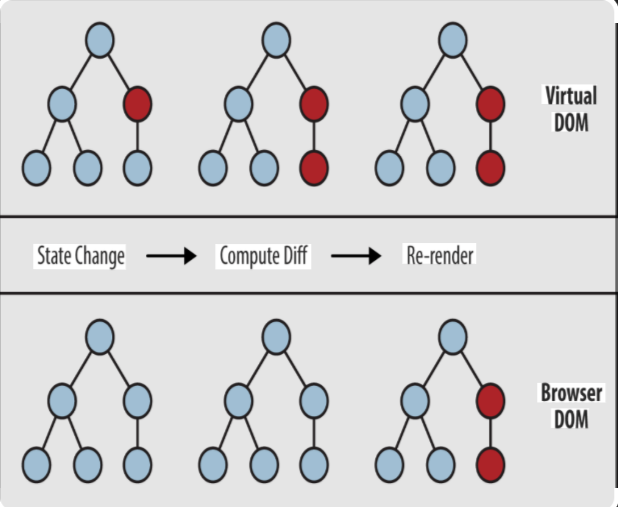 Virtual
DOM
State Change
Compute Diff
Re-render
Browser
DOM